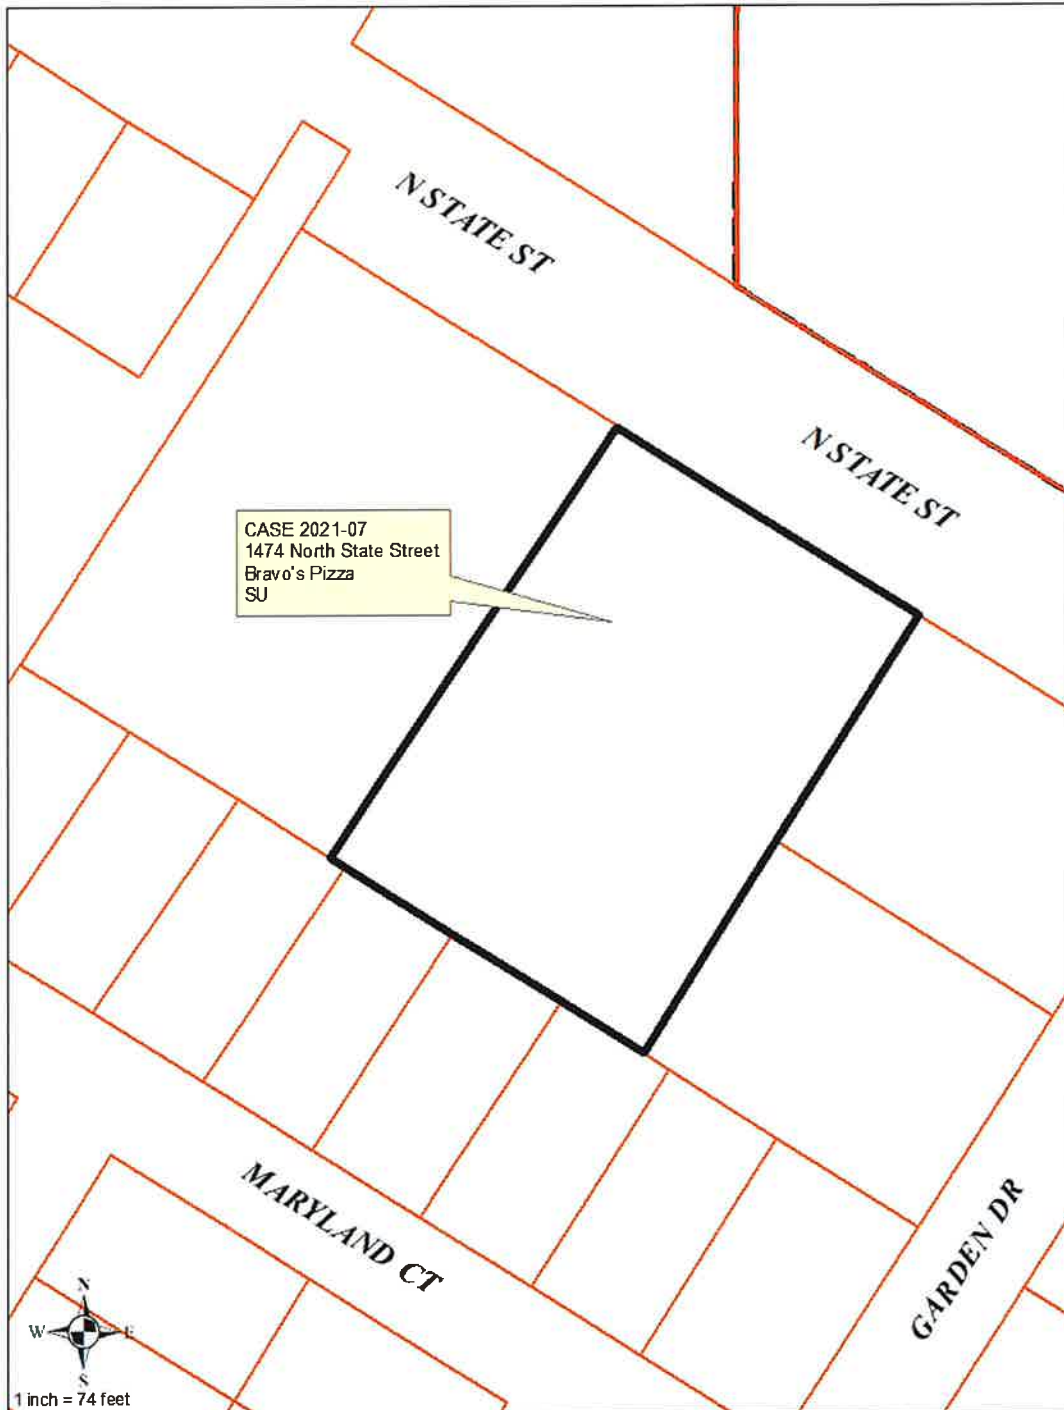 N STATE ST
N STATE ST
CASE 2021-07
1474 North State Street
Bravo's Pizza
SU
MARYLAND CT
GARDEN DR
N
W E
S
1 inch = 74 feet